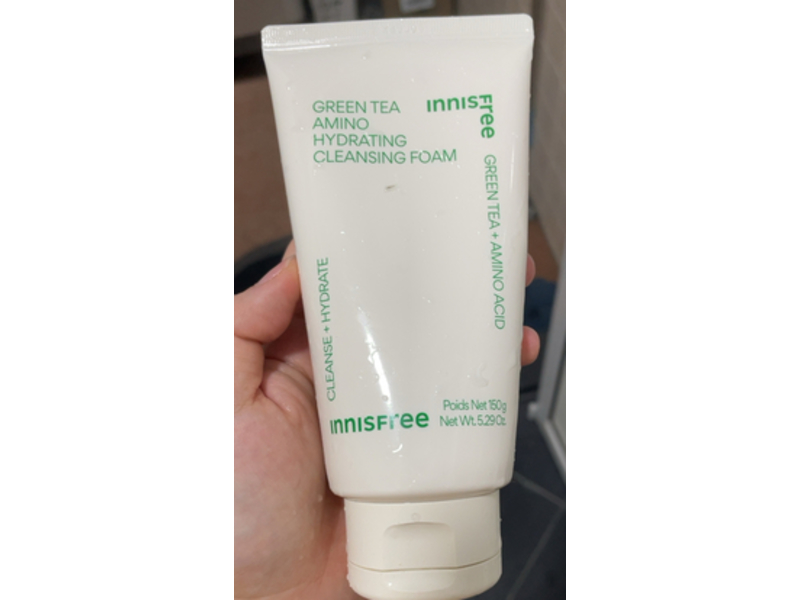 GREEN TEA
AMINO
HYDRATING
CLEANSING FOAM
INNISFree
GREEN TEA + AMINO ACID
CLEANSE + HYDRATE
INNISFree
Poids Net 150g
Net Wt. 5.29 Oz.